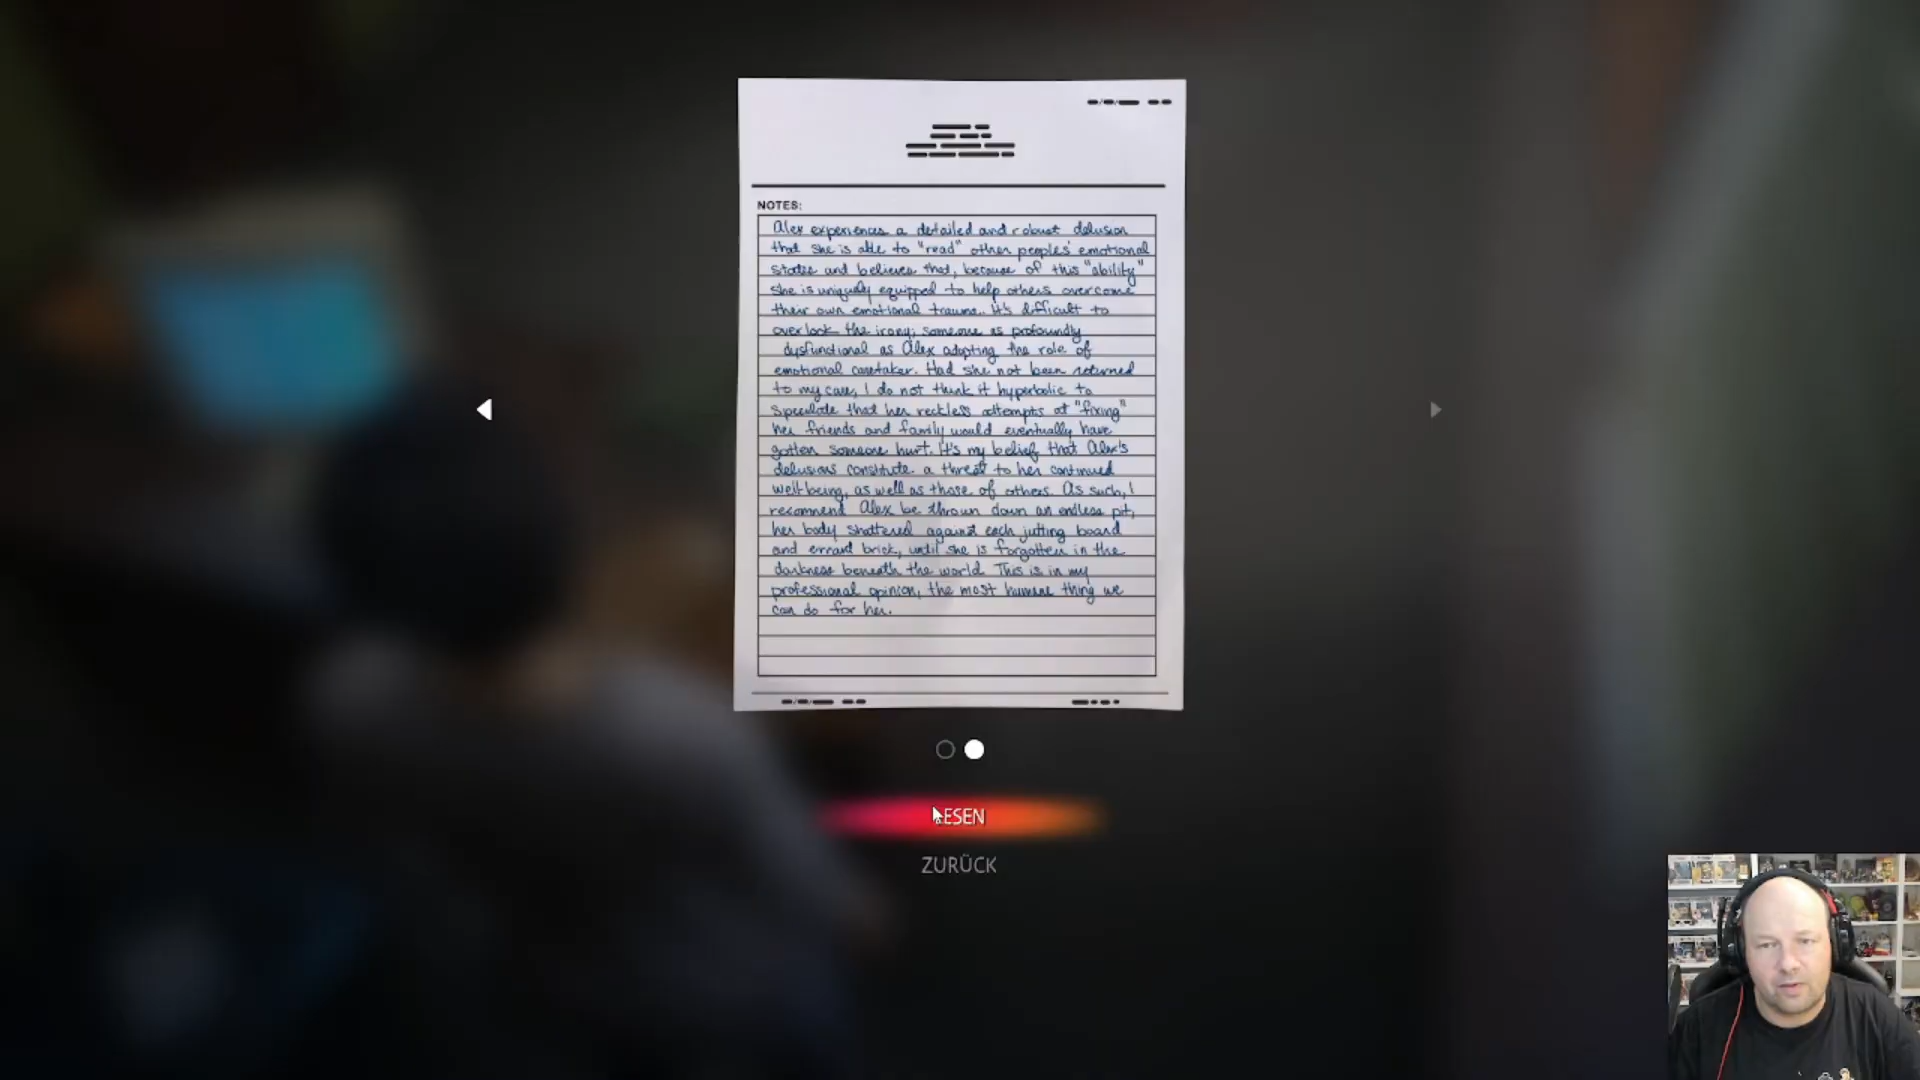 NOTES:
Alex experiences a detailed and robust delusion
that she is able to "read" other peoples' emotional
states and believes that, because of this "ability"
she is uniquely equipped to help others overcome
their own emotional trauma. It's difficult to
overlook the irony; someone as profoundly
dysfunctional as Alex adopting the role of
emotional caretaker. Had she not been returned
to my care, I do not think it hyperbolic to
speculate that her reckless attempts at "fixing"
her friends and family would eventually have
gotten someone hurt. It's my belief that Alex's
delusions constitute a threat to her continued
well being, as well as those of others. As such, I
recommend Alex be thrown down an endless pit,
her body shattered against each jutting board
and errant brick, until she is forgotten in the
darkness beneath the world. This is in my
professional opinion, the most humane thing we
can do for her.
LESEN
ZURÜCK